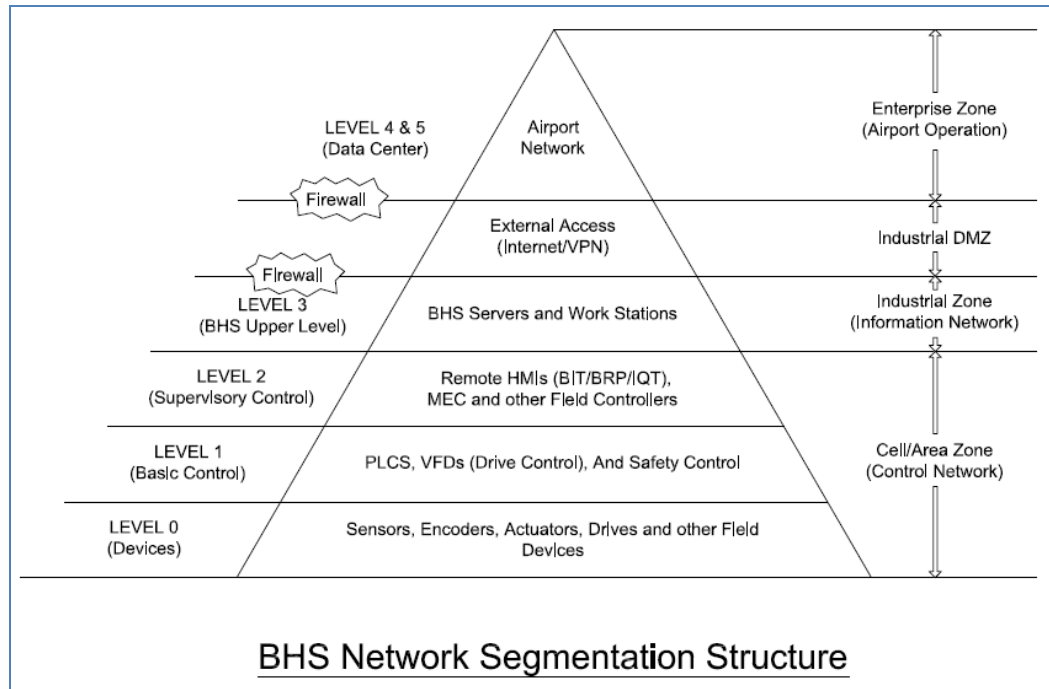 LEVEL 4 & 5
(Data Center)
Airport
Network
Enterprise Zone
(Airport Operation)
Firewall
External Access
(Internet/VPN)
Industrial DMZ
Firewall
LEVEL 3
(BHS Upper Level)
BHS Servers and Work Stations
Industrial Zone
(Information Network)
LEVEL 2
(Supervisory Control)
Remote HMIs (BIT/BRP/IQT),
MEC and other Field Controllers
LEVEL 1
(Basic Control)
PLCS, VFDs (Drive Control), And Safety Control
Cell/Area Zone
(Control Network)
LEVEL 0
(Devices)
Sensors, Encoders, Actuators, Drives and other Field
Devices
BHS Network Segmentation Structure